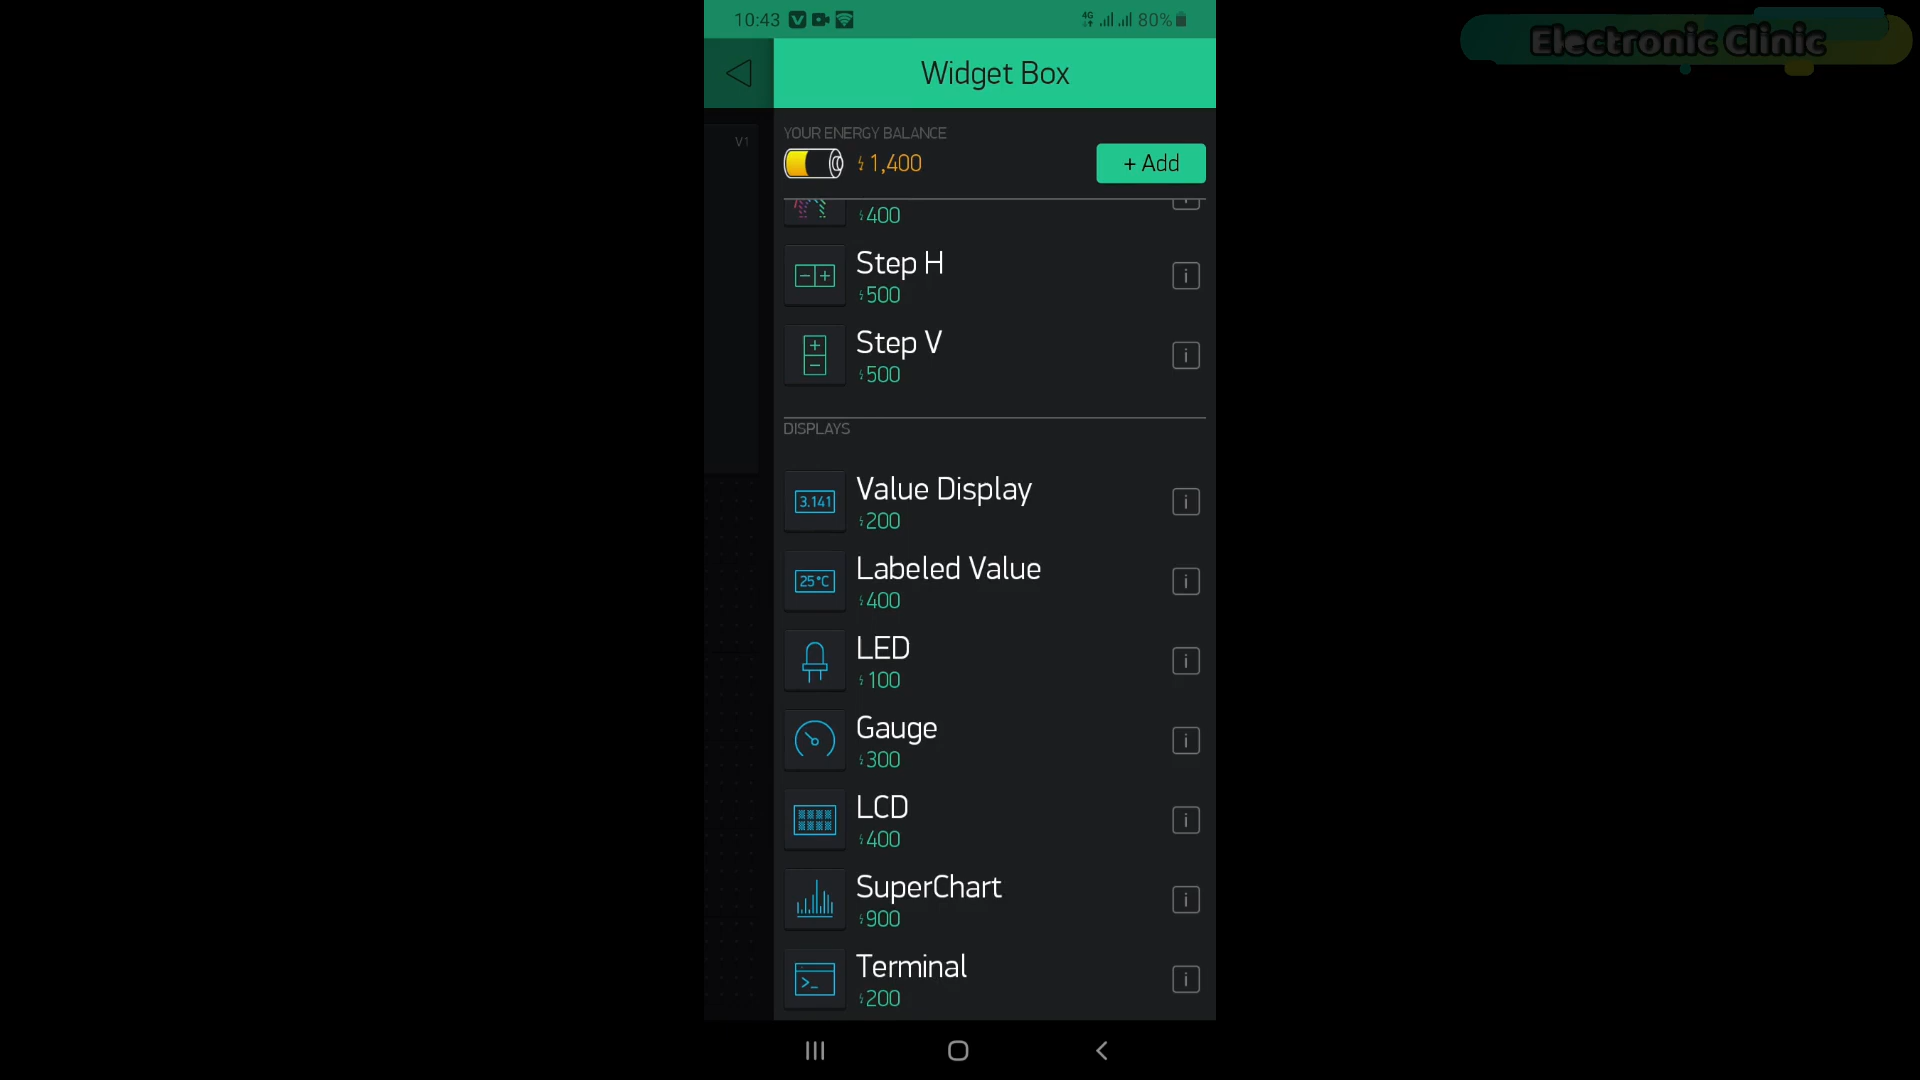 10:43
4G
80%
Electronic Clinic
Widget Box
YOUR ENERGY BALANCE
V1
1,400
+ Add
400
Step H
500
Step V
500
DISPLAYS
Value Display
3.141
200
Labeled Value
25°C
400
LED
100
Gauge
300
LCD
400
SuperChart
900
Terminal
>_
200